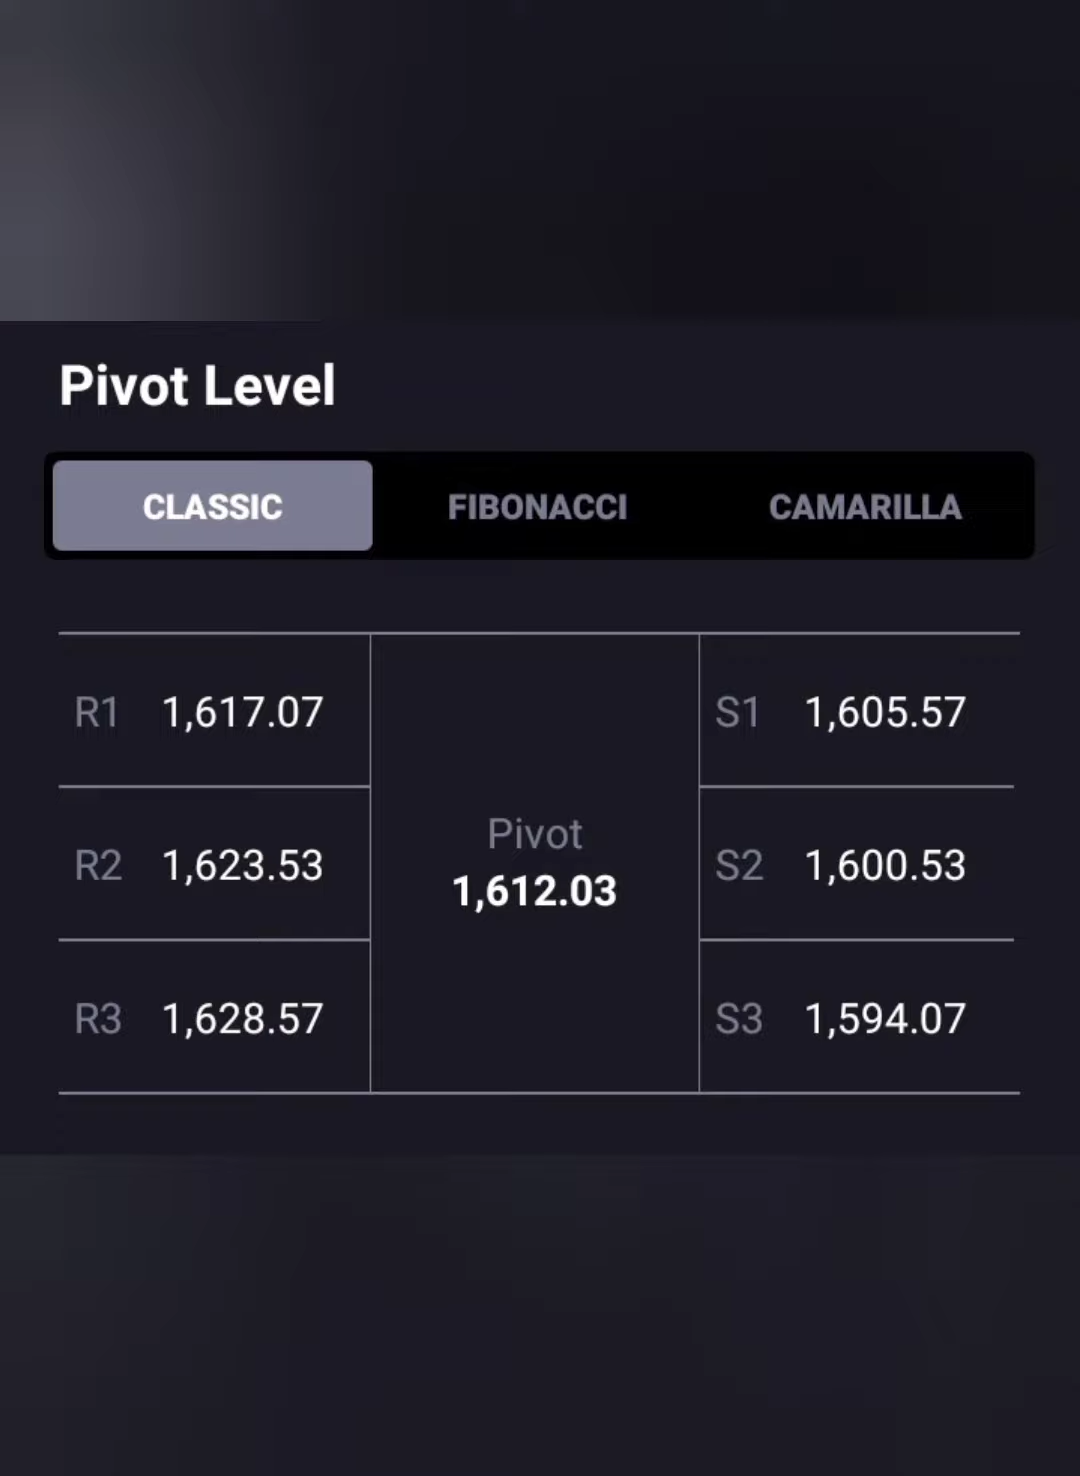 Pivot Level
CLASSIC FIBONACCI CAMARILLA
R1 1,617.07
R2 1,623.53
R3 1,628.57
Pivot
1,612.03
S1 1,605.57
S2 1,600.53
S3 1,594.07